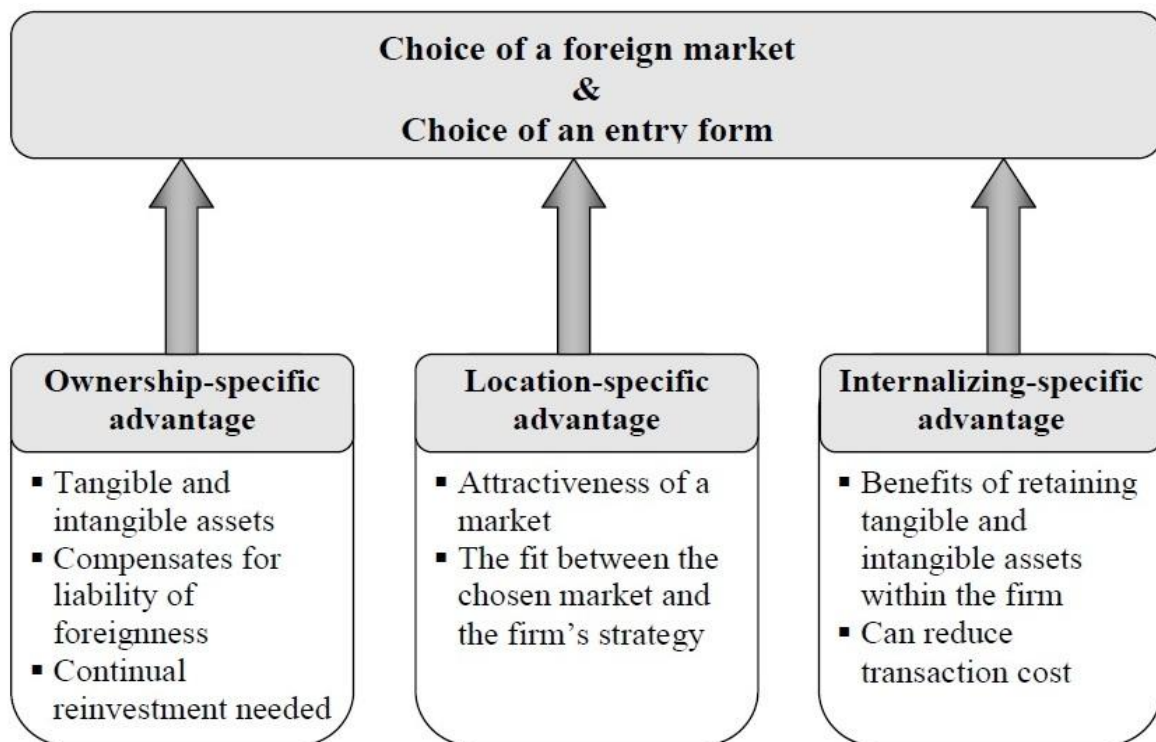 Choice of a foreign market
&
Choice of an entry form
Ownership-specific
advantage
▪ Tangible and
intangible assets
▪ Compensates for
liability of
foreignness
▪ Continual
reinvestment needed
Location-specific
advantage
▪ Attractiveness of a
market
▪ The fit between the
chosen market and
the firm's strategy
Internalizing-specific
advantage
▪ Benefits of retaining
tangible and
intangible assets
within the firm
▪ Can reduce
transaction cost